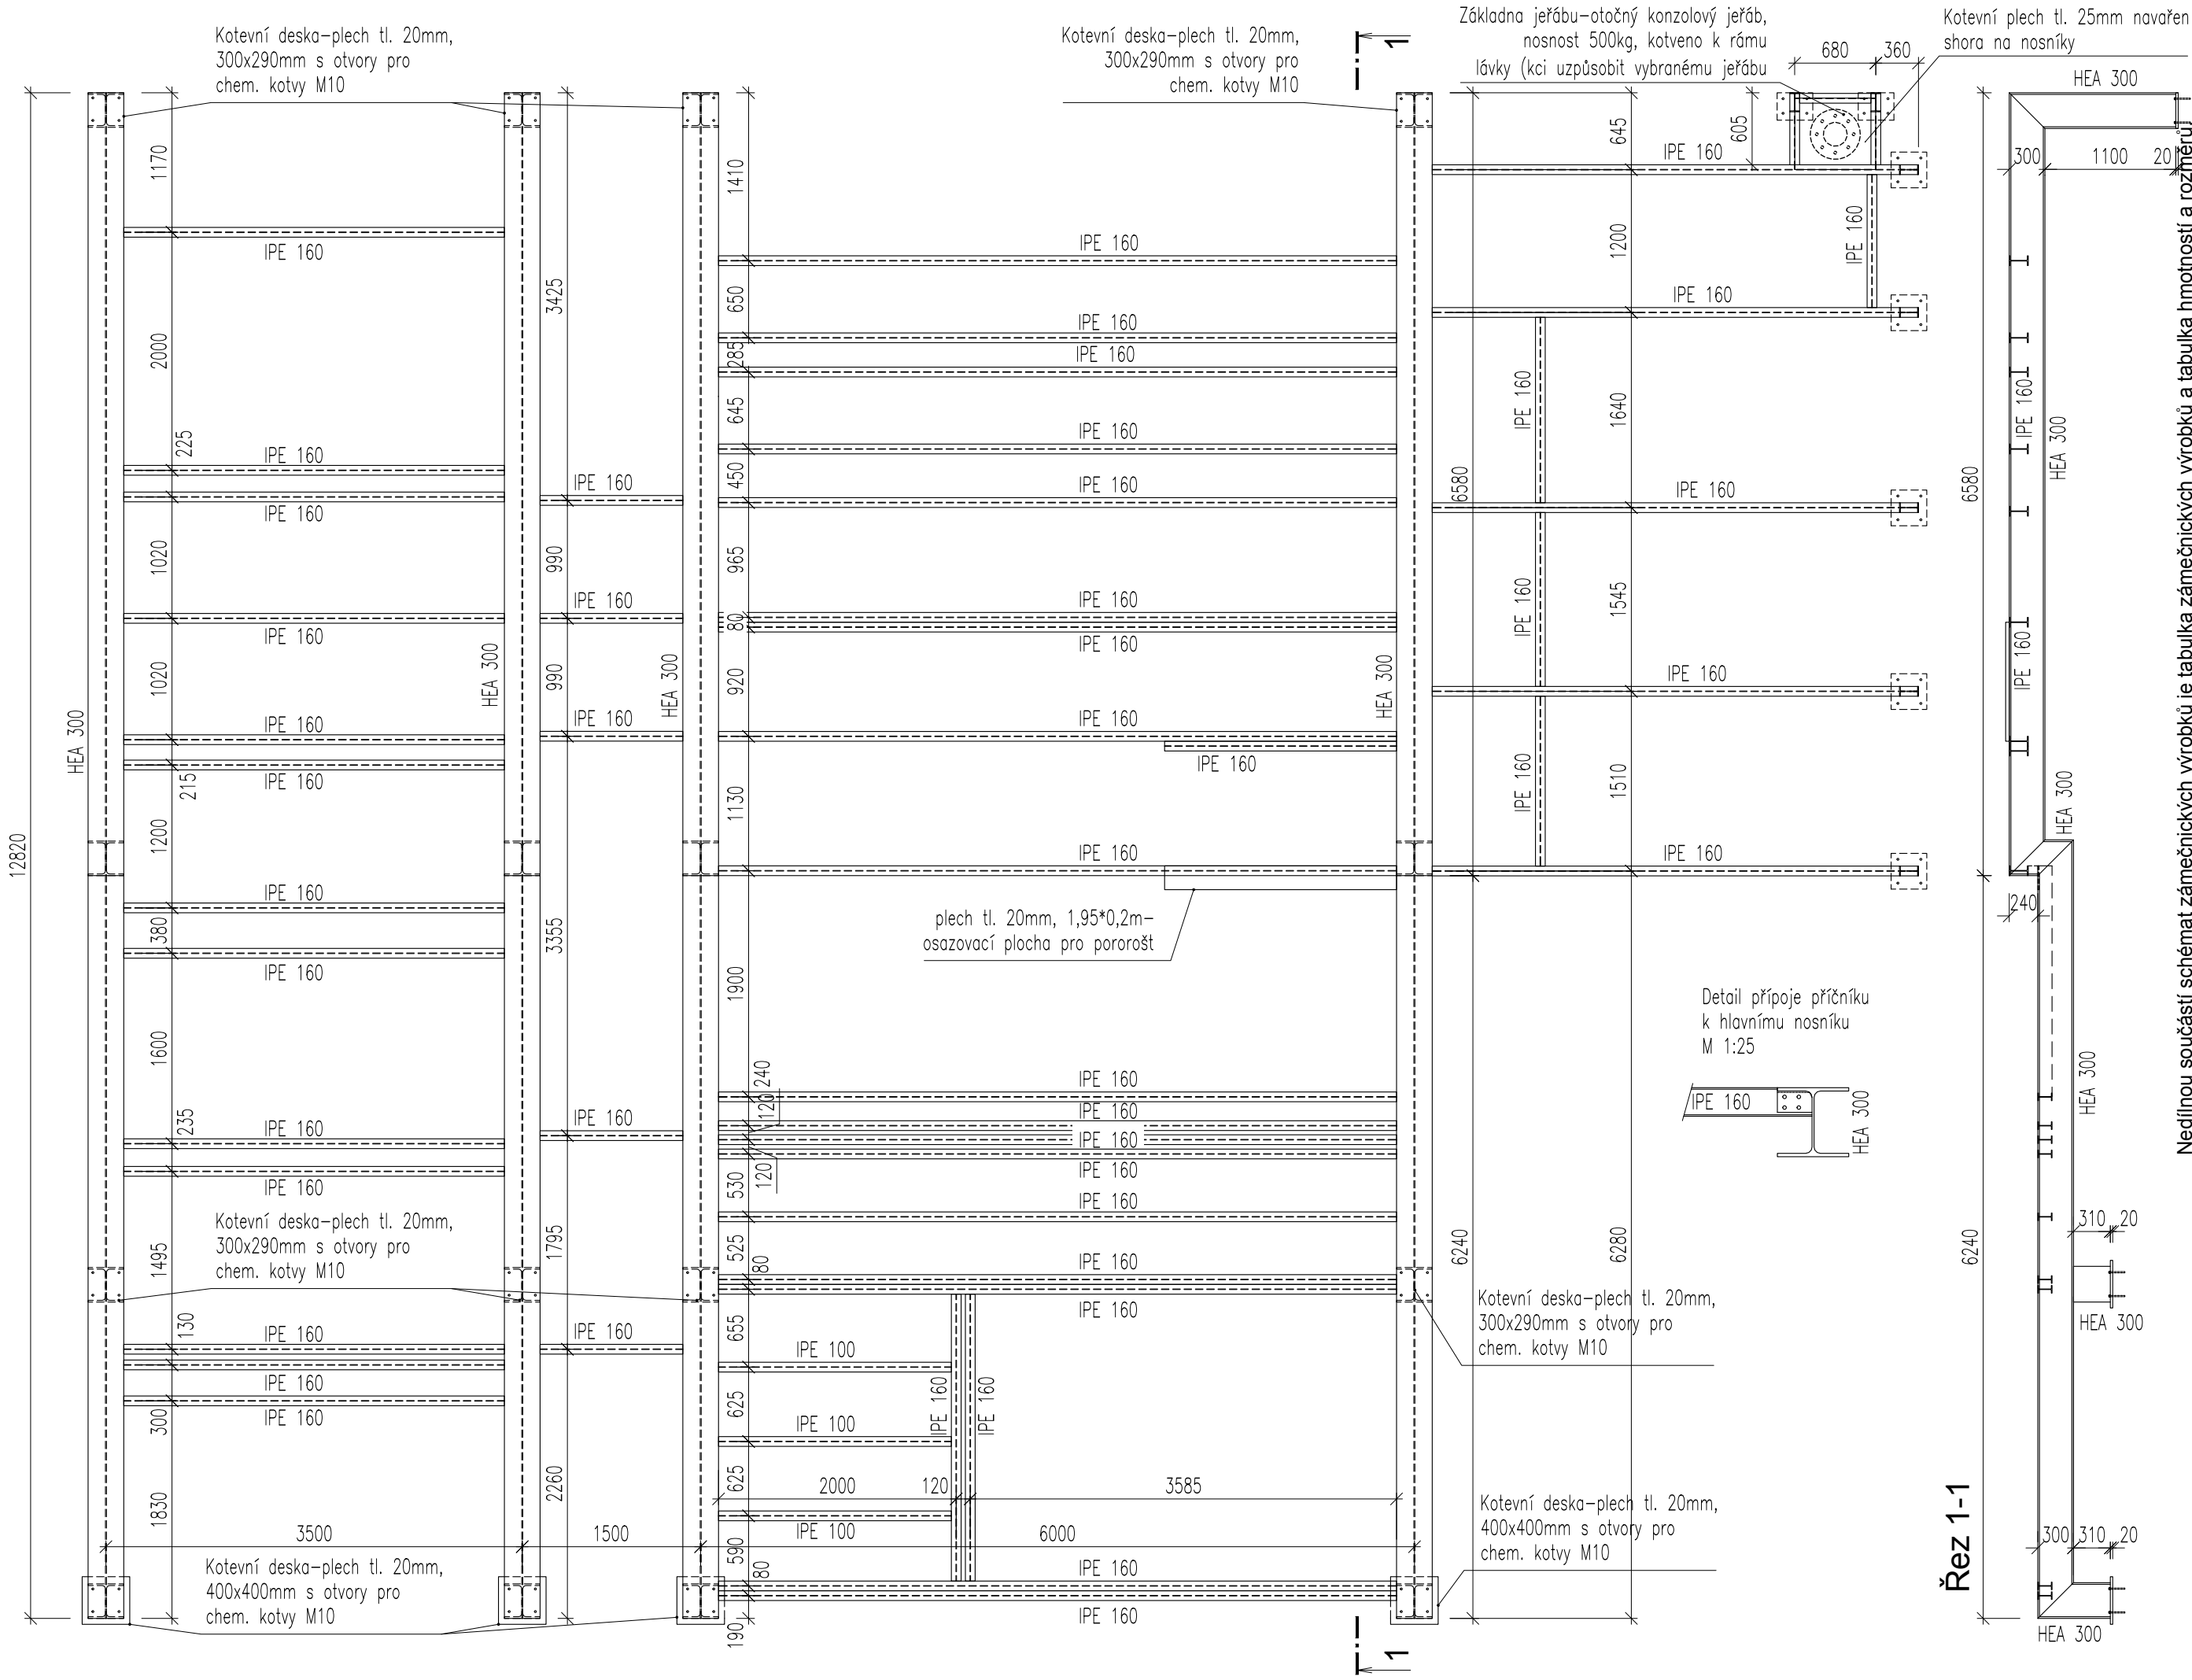 Kotevní deska-plech tl. 20mm,
300x290mm s otvory pro
chem. kotvy M10
Kotevní deska-plech tl. 20mm,
300x290mm s otvory pro
chem. kotvy M10
1
Základna jeřábu-otočný konzolový jeřáb,
nosnost 500kg, kotveno k rámu
lávky (kci uzpůsobit vybranému jeřábu
Kotevní plech tl. 25mm navařen
shora na nosníky
680
360
605
HEA 300
300
1100
20
12820
HEA 300
1170
2000
225
1020
1020
215
1200
380
1600
235
1495
130
300
1830
IPE 160
IPE 160
IPE 160
IPE 160
IPE 160
IPE 160
IPE 160
IPE 160
IPE 160
IPE 160
IPE 160
IPE 160
IPE 160
HEA 300
3425
990
990
3355
1795
2260
IPE 160
IPE 160
IPE 160
IPE 160
IPE 160
HEA 300
1410
650
285
645
450
965
80
920
1130
1900
240
120
120
530
525
80
655
625
625
590
80
190
IPE 160
IPE 160
IPE 160
IPE 160
IPE 160
IPE 160
IPE 160
IPE 160
IPE 160
IPE 160
plech tl. 20mm, 1,95*0,2m-
osazovací plocha pro pororošt
IPE 160
IPE 160
IPE 160
IPE 160
IPE 160
IPE 160
IPE 160
IPE 100
IPE 100
IPE 100
IPE 160
IPE 160
2000
120
3585
3500
1500
6000
IPE 160
IPE 160
HEA 300
6580
6240
645
1200
1640
1545
1510
6280
IPE 160
IPE 160
IPE 160
IPE 160
IPE 160
IPE 160
IPE 160
IPE 160
IPE 160
Detail přípoje příčníku
k hlavnímu nosníku
M 1:25
IPE 160
HEA 300
Kotevní deska-plech tl. 20mm,
300x290mm s otvory pro
chem. kotvy M10
Kotevní deska-plech tl. 20mm,
300x290mm s otvory pro
chem. kotvy M10
Kotevní deska-plech tl. 20mm,
400x400mm s otvory pro
chem. kotvy M10
Kotevní deska-plech tl. 20mm,
400x400mm s otvory pro
chem. kotvy M10
1
Řez 1-1
6580
6240
IPE 160
HEA 300
IPE 160
HEA 300
240
HEA 300
310
20
HEA 300
300
310
20
HEA 300
Nedílnou součástí schémat zámečnických výrobků je tabulka zámečnických výrobků a tabulka hmotností a rozměrů